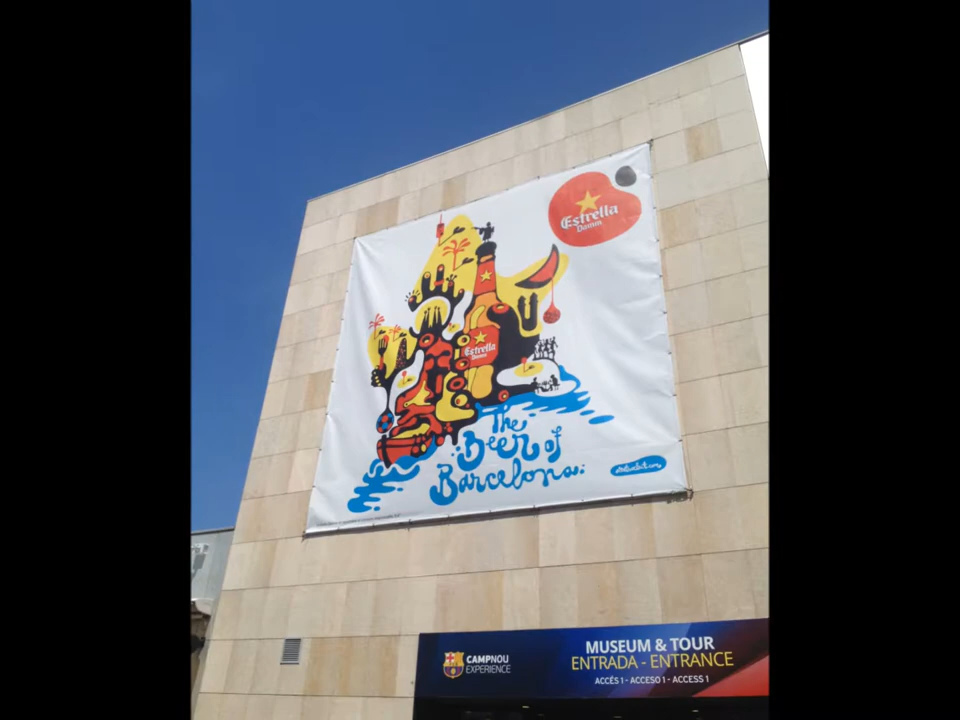 Estrella
Damm
Estrella
Damm
The
Beer of
Barcelona.
CAMPNOU
EXPERIENCE
MUSEUM & TOUR
ENTRADA - ENTRANCE
ACCÉS 1 - ACCESO 1 - ACCESS 1